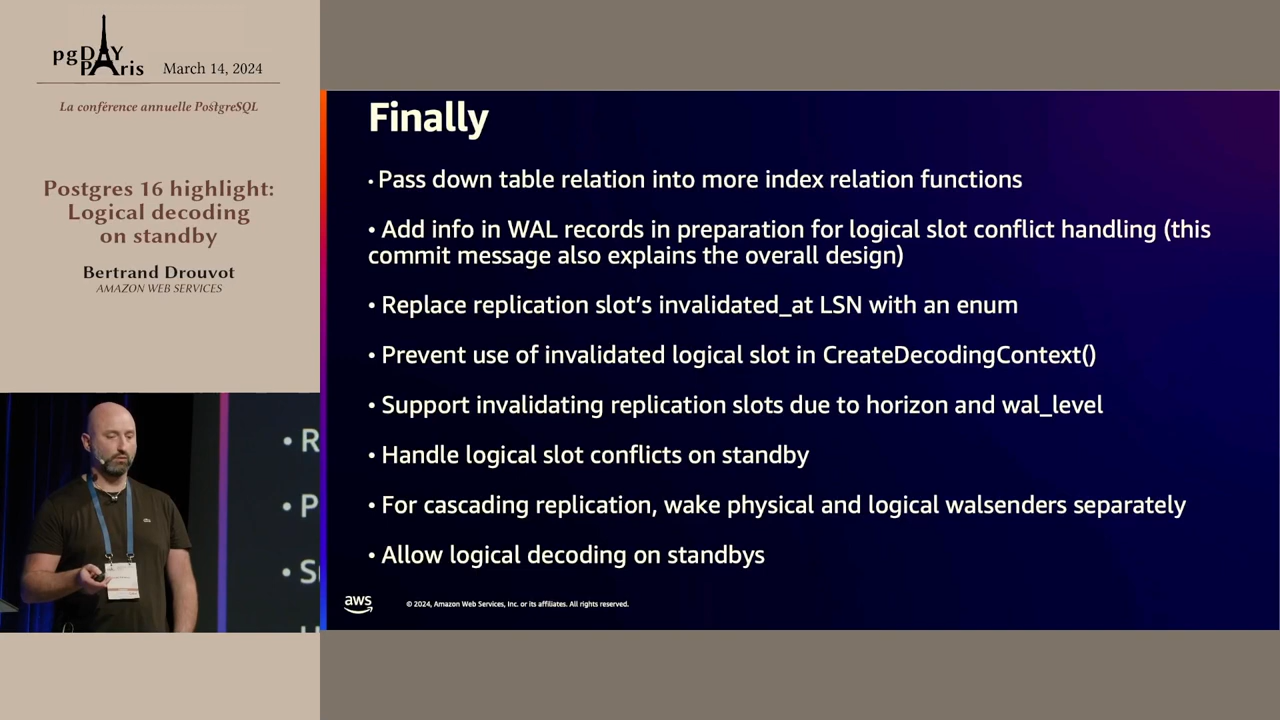 pgDAY
PAris
March 14, 2024
La conférence annuelle PostgreSQL
Postgres 16 highlight:
Logical decoding
on standby
Bertrand Drouvot
AMAZON WEB SERVICES
• R
• P
• S
Finally
• Pass down table relation into more index relation functions
• Add info in WAL records in preparation for logical slot conflict handling (this
commit message also explains the overall design)
• Replace replication slot’s invalidated_at LSN with an enum
• Prevent use of invalidated logical slot in CreateDecodingContext()
• Support invalidating replication slots due to horizon and wal_level
• Handle logical slot conflicts on standby
• For cascading replication, wake physical and logical walsenders separately
• Allow logical decoding on standbys
aws
© 2024, Amazon Web Services, Inc. or its affiliates. All rights reserved.